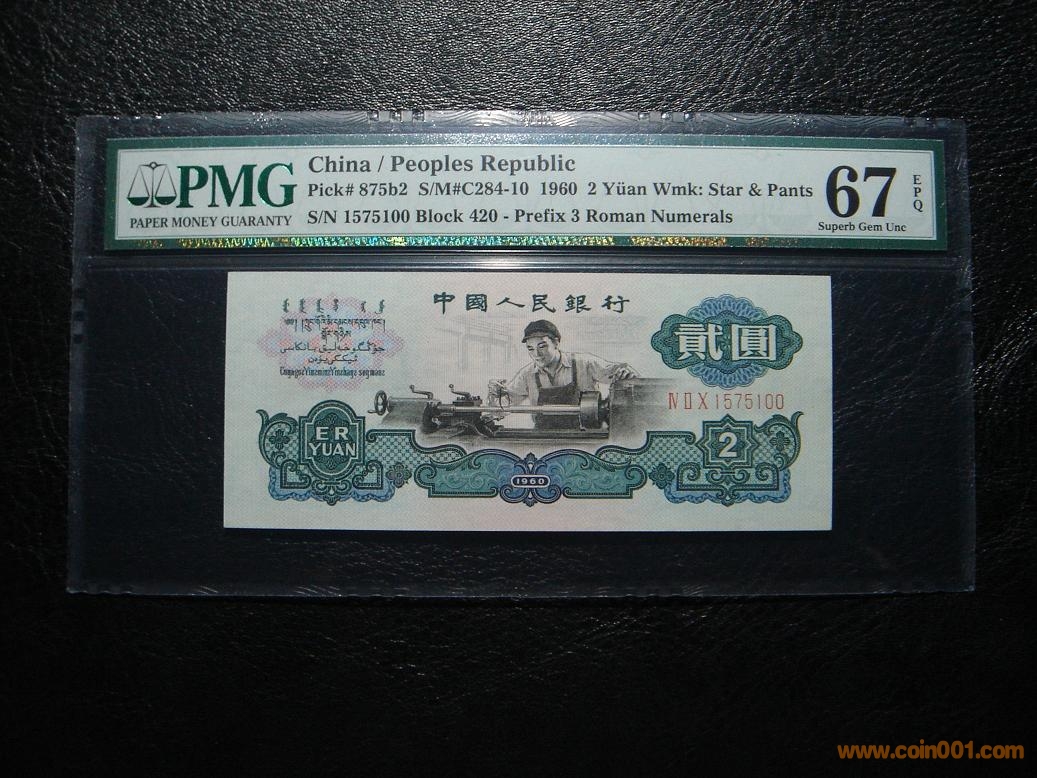 PMG
PAPER MONEY GUARANTY
China / Peoples Republic
Pick# 875b2 S/M#C284-10 1960 2 Yüan Wmk: Star & Pants
S/N 1575100 Block 420 - Prefix 3 Roman Numerals
67
EPQ
Superb Gem Unc
中國人民銀行
貳圓
IV II X 1575100
ER
YUAN
2
1960
www.coin001.com